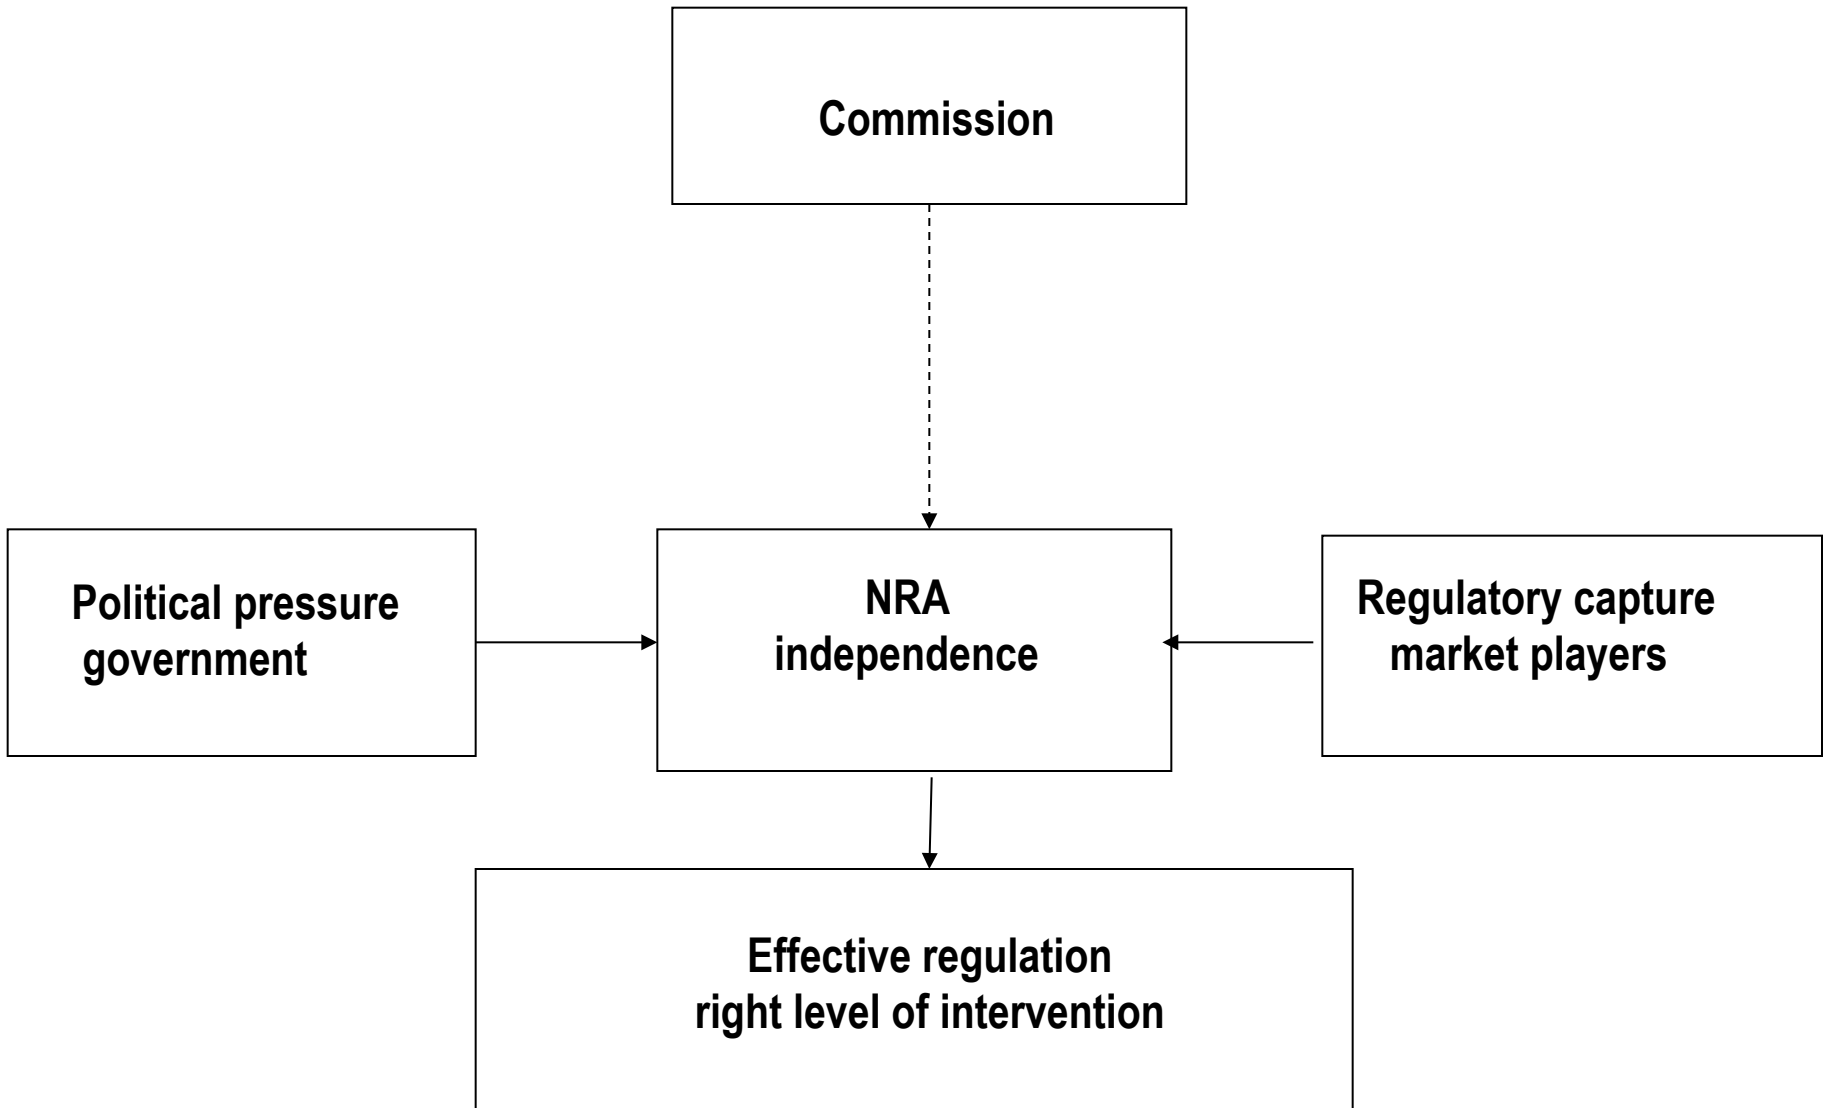 Commission
Political pressure
government
NRA
independence
Regulatory capture
market players
Effective regulation
right level of intervention